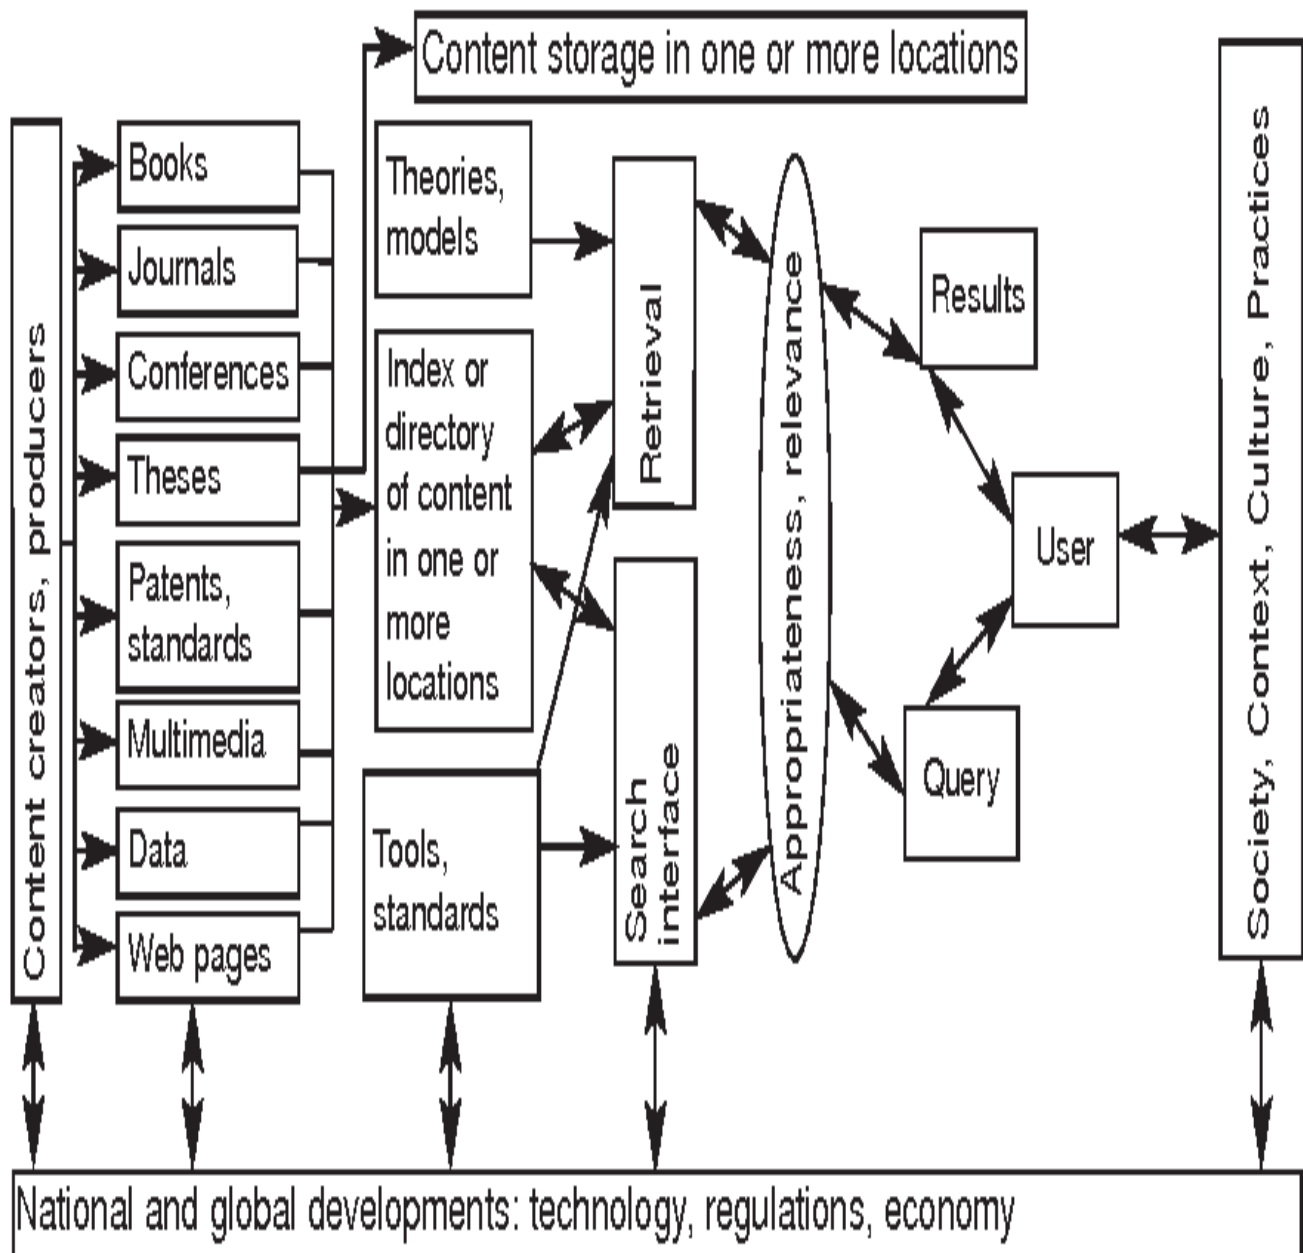 Content storage in one or more locations
Content creators, producers
Books
Journals
Conferences
Theses
Patents,
standards
Multimedia
Data
Web pages
Theories,
models
Index or
directory
of content
in one or
more
locations
Tools,
standards
Retrieval
Search
interface
Appropriateness, relevance
Results
User
Query
Society, Context, Culture, Practices
National and global developments: technology, regulations, economy